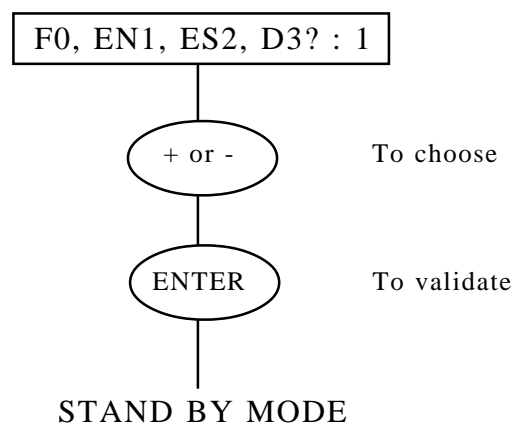 F0, EN1, ES2, D3? : 1
+ or - To choose
ENTER To validate
STAND BY MODE